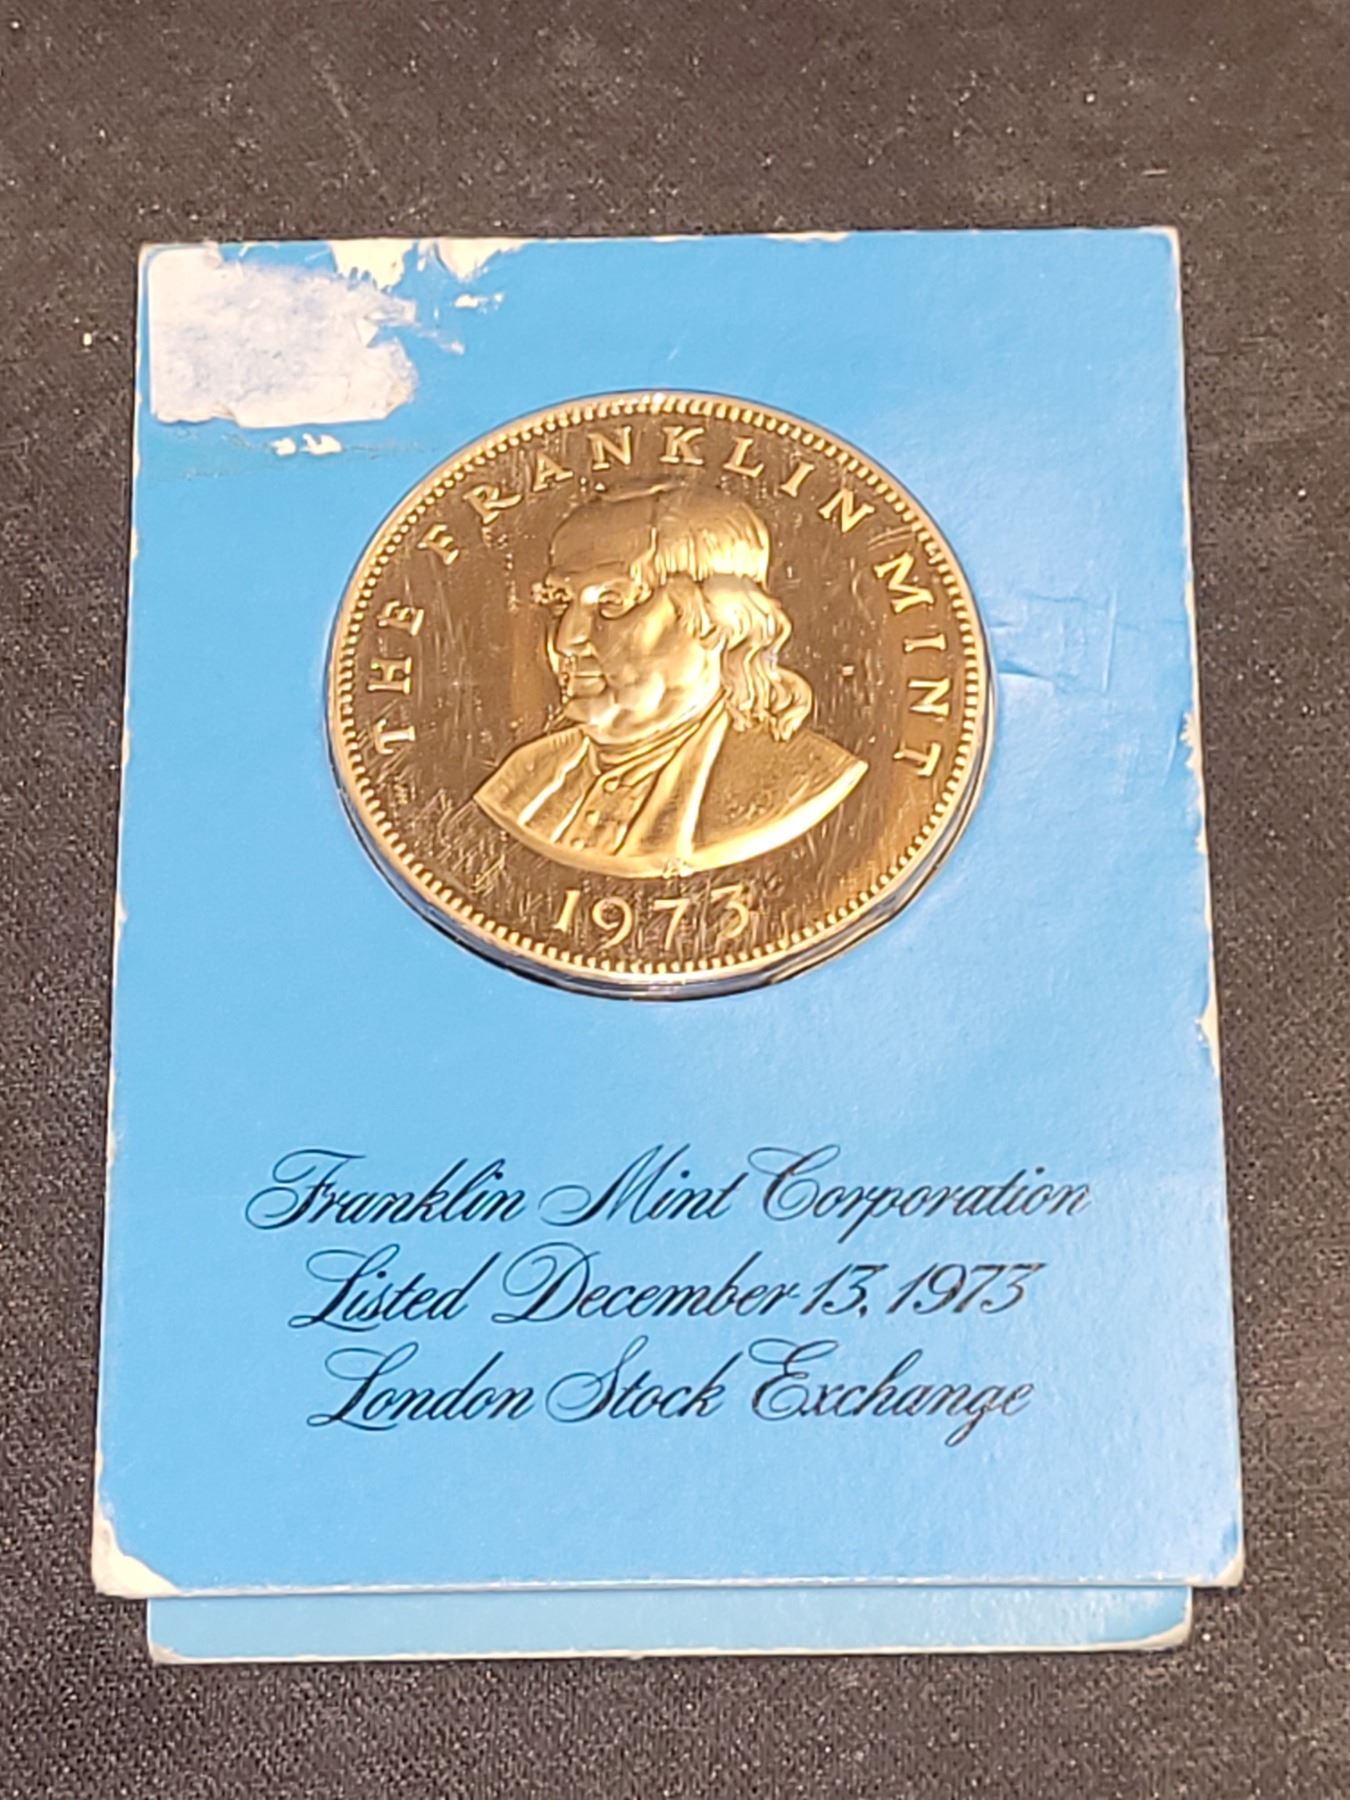 THE FRANKLIN MINT
1973
Franklin Mint Corporation
Listed December 13, 1973
London Stock Exchange